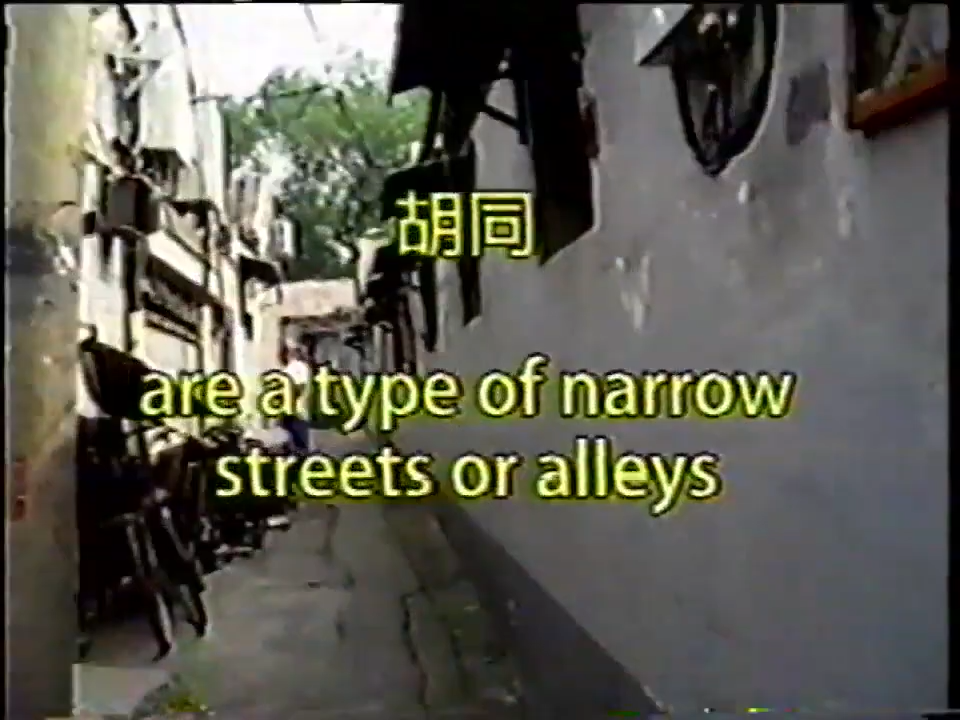 胡同
are a type of narrow
streets or alleys